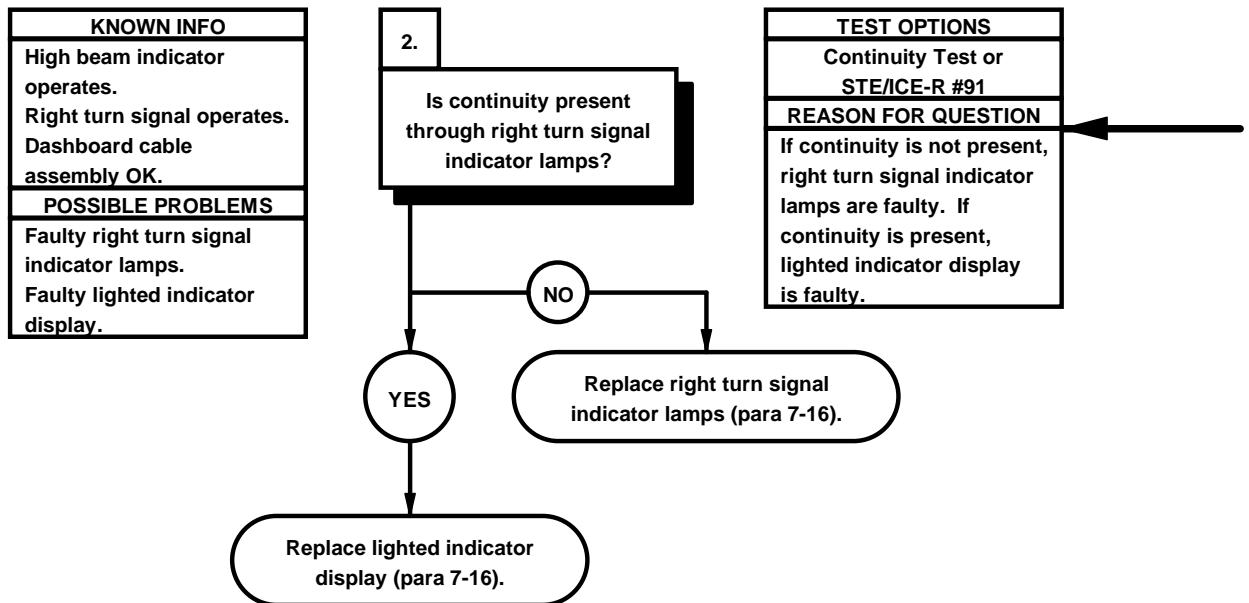 KNOWN INFO
High beam indicator
operates.
Right turn signal operates.
Dashboard cable
assembly OK.
POSSIBLE PROBLEMS
Faulty right turn signal
indicator lamps.
Faulty lighted indicator
display.
2.
Is continuity present
through right turn signal
indicator lamps?
TEST OPTIONS
Continuity Test or
STE/ICE-R #91
REASON FOR QUESTION
If continuity is not present,
right turn signal indicator
lamps are faulty. If
continuity is present,
lighted indicator display
is faulty.
NO
YES
Replace right turn signal
indicator lamps (para 7-16).
Replace lighted indicator
display (para 7-16).